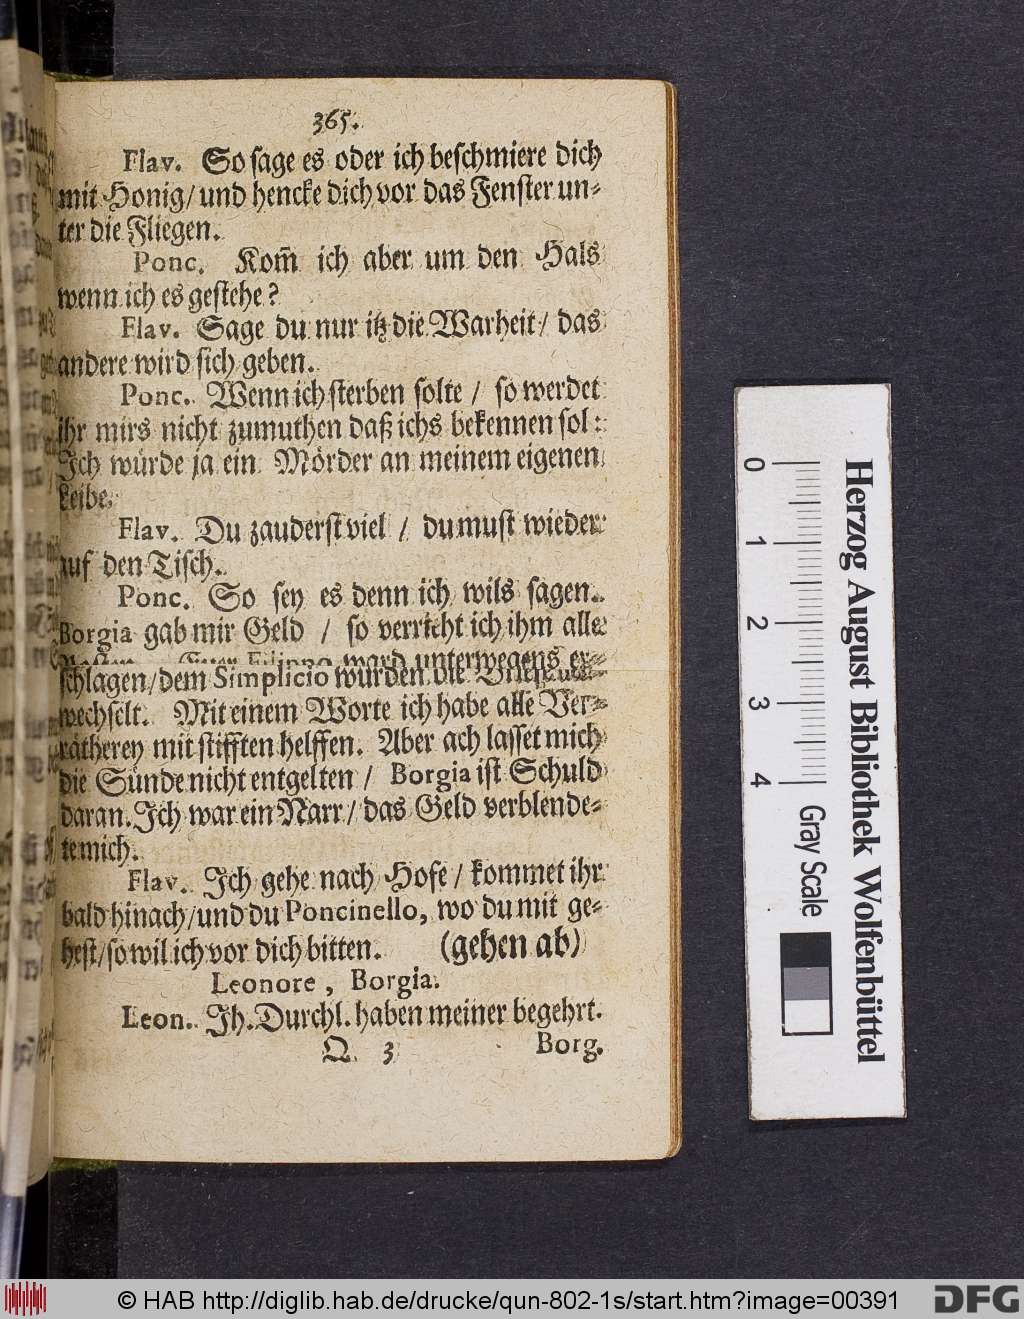 365.
Flav. So sage es oder ich beschmiere dich
mit Honig/ und hencke dich vor das Fenster un-
ter die Fliegen.
Ponc. Kom̃ ich aber um den Hals
wenn ich es gestehe?
Flav. Sage du nur itz die Warheit/ das
andere wird sich geben.
Ponc. Wenn ich sterben solte / so werdet
ihr mirs nicht zumuthen daß ichs bekennen sol:
Ich würde ja ein Mörder an meinem eigenen
Leibe.
Flav. Du zauderst viel / du must wieder
auf den Tisch.
Ponc. So sey es denn ich wils sagen.
Borgia gab mir Geld / so verricht ich ihm alle
Filippo ward unterwegens er-
schlagen/ dem Simplicio wurden die
wechselt. Mit einem Worte ich habe alle Ver-
rätherey mit stifften helffen. Aber ach lasset mich
die Sünde nicht entgelten / Borgia ist Schuld
daran. Ich war ein Narr/ das Geld verblende-
te mich.
Flav. Ich gehe nach Hofe / kommet ihr
bald hinach/ und du Poncinello, wo du mit ge-
hest/ so wil ich vor dich bitten. (gehen ab)
Leonore, Borgia.
Leon. Ih. Durchl. haben meiner begehrt.
Q 3 Borg.
0 1 2 3 4
Gray Scale
Herzog August Bibliothek Wolfenbüttel
© HAB http://diglib.hab.de/drucke/qun-802-1s/start.htm?image=00391
DFG